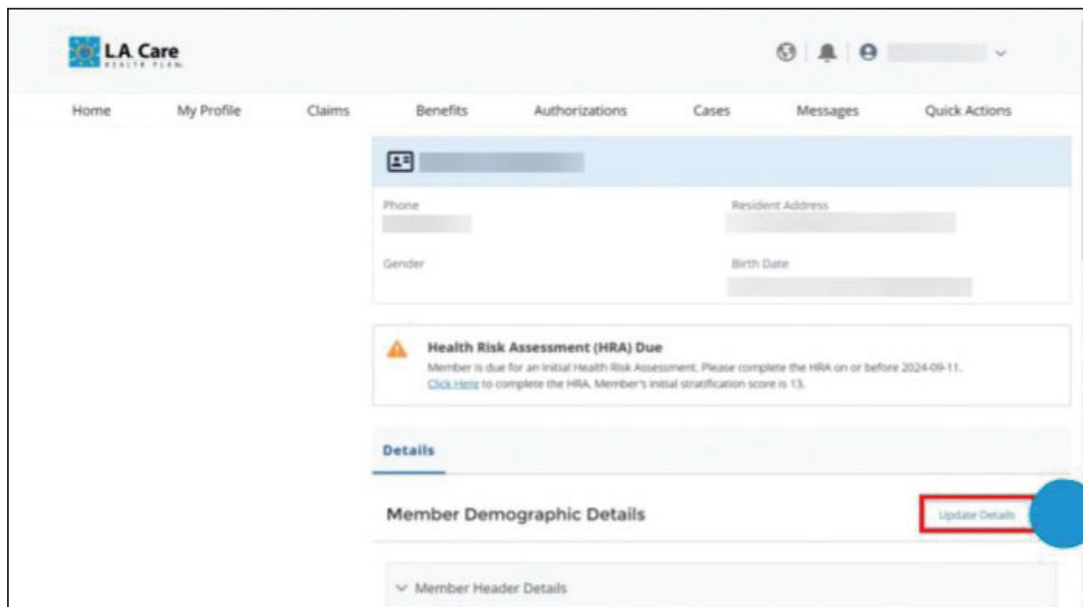 L.A. Care
HEALTH PLAN®
Home My Profile Claims Benefits Authorizations Cases Messages Quick Actions
Phone Resident Address
Gender Birth Date
Health Risk Assessment (HRA) Due
Member is due for an Initial Health Risk Assessment. Please complete the HRA on or before 2024-09-11.
Click Here to complete the HRA. Member's initial stratification score is 13.
Details
Member Demographic Details Update Details
Member Header Details